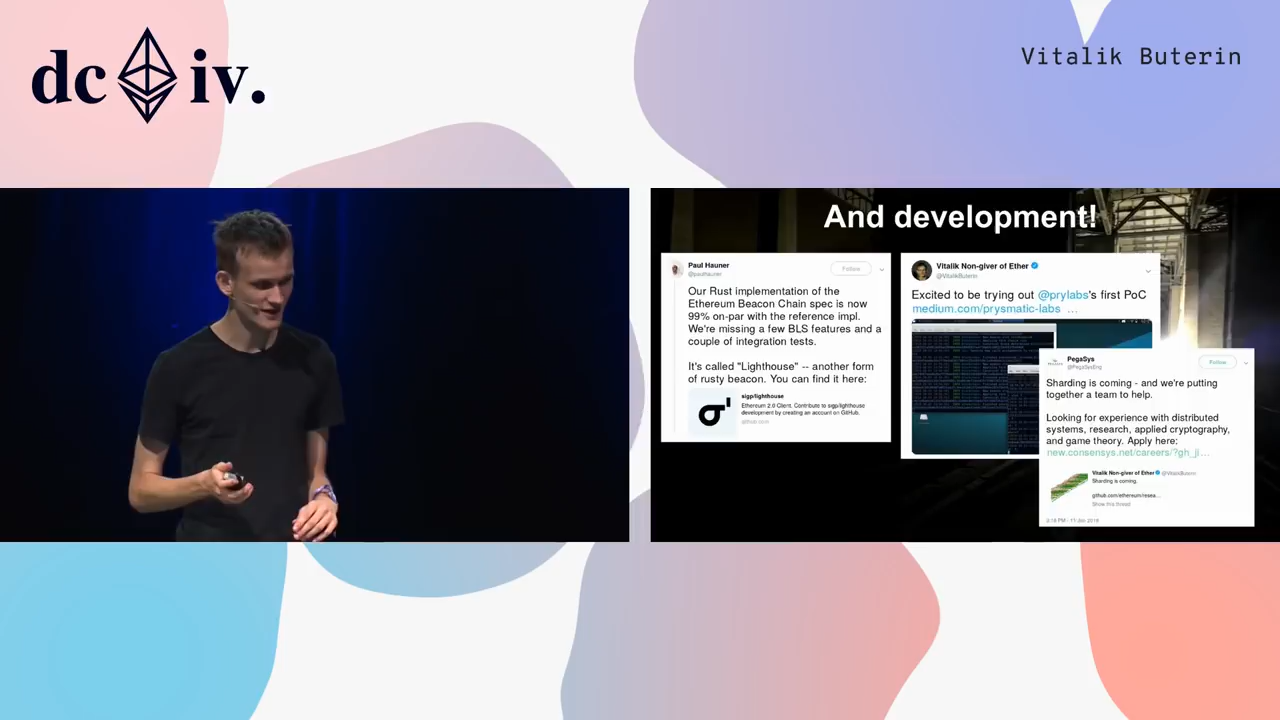 dc iv.
Vitalik Buterin
And development!
Paul Hauner
@paulhauner
Follow
Our Rust implementation of the
Ethereum Beacon Chain spec is now
99% on-par with the reference impl.
We're missing a few BLS features and a
couple of integration tests.
It's called "Lighthouse" -- another form
of rusty beacon. You can find it here:
sigp/lighthouse
Ethereum 2.0 Client. Contribute to sigp/lighthouse
development by creating an account on GitHub.
github.com
Vitalik Non-giver of Ether
@VitalikButerin
Excited to be trying out @prylabs's first PoC
medium.com/prysmatic-labs ...
PegaSys
@PegaSysEng
Follow
Sharding is coming - and we're putting
together a team to help.
Looking for experience with distributed
systems, research, applied cryptography,
and game theory. Apply here:
new.consensys.net/careers/?gh_ji...
Vitalik Non-giver of Ether @VitalikButerin
Sharding is coming.
github.com/ethereum/resea...
Show this thread